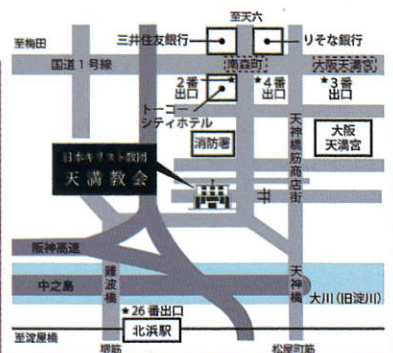 至天六
至梅田
三井住友銀行
りそな銀行
国道1号線
南森町
大阪天満宮
2番
出口
★
★4番
出口
★3番
出口
トーコー
シティホテル
消防署
天神橋筋商店街
大阪
天満宮
日本キリスト教団
天満教会
阪神高速
中之島
難波橋
天神橋
大川（旧淀川）
★26番出口
北浜駅
至淀屋橋
堺筋
松屋町筋